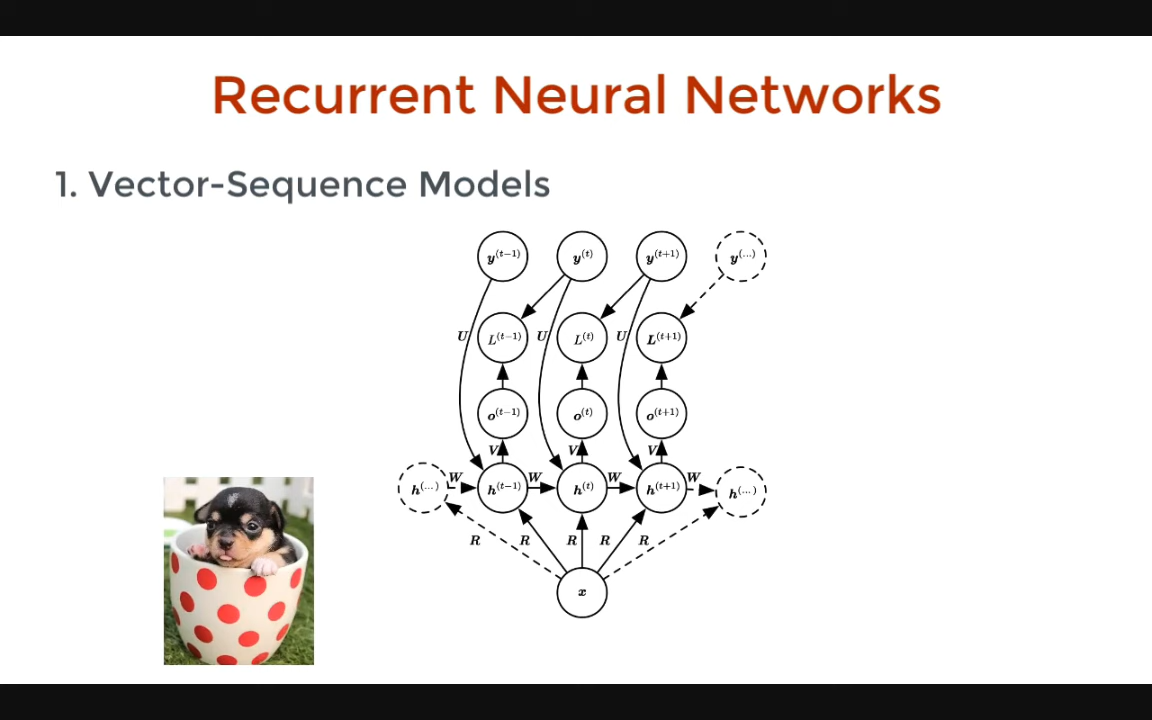 Recurrent Neural Networks
1. Vector-Sequence Models
y^(t−1) y^(t) y^(t+1) y^(...)
U L^(t−1) U L^(t) U L^(t+1)
o^(t−1) o^(t) o^(t+1)
V V V
h^(...) W h^(t−1) W h^(t) W h^(t+1) W h^(...)
R R R R R
x